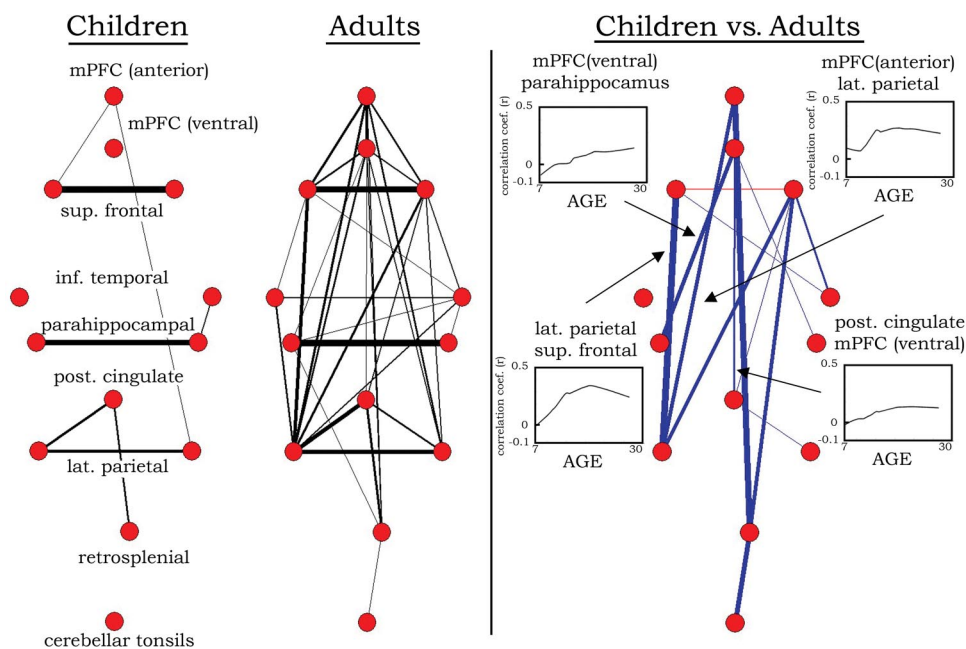 Children
Adults
Children vs. Adults
mPFC (anterior)
mPFC (ventral)
sup. frontal
inf. temporal
parahippocampal
post. cingulate
lat. parietal
retrosplenial
cerebellar tonsils
mPFC(ventral)
parahippocamus
correlation coef. (r)
0.5
0
-0.1
7
30
AGE
mPFC(anterior)
lat. parietal
correlation coef. (r)
0.5
0
-0.1
7
30
AGE
lat. parietal
sup. frontal
correlation coef. (r)
0.5
0
-0.1
7
30
AGE
post. cingulate
mPFC (ventral)
correlation coef. (r)
0.5
0
-0.1
7
30
AGE